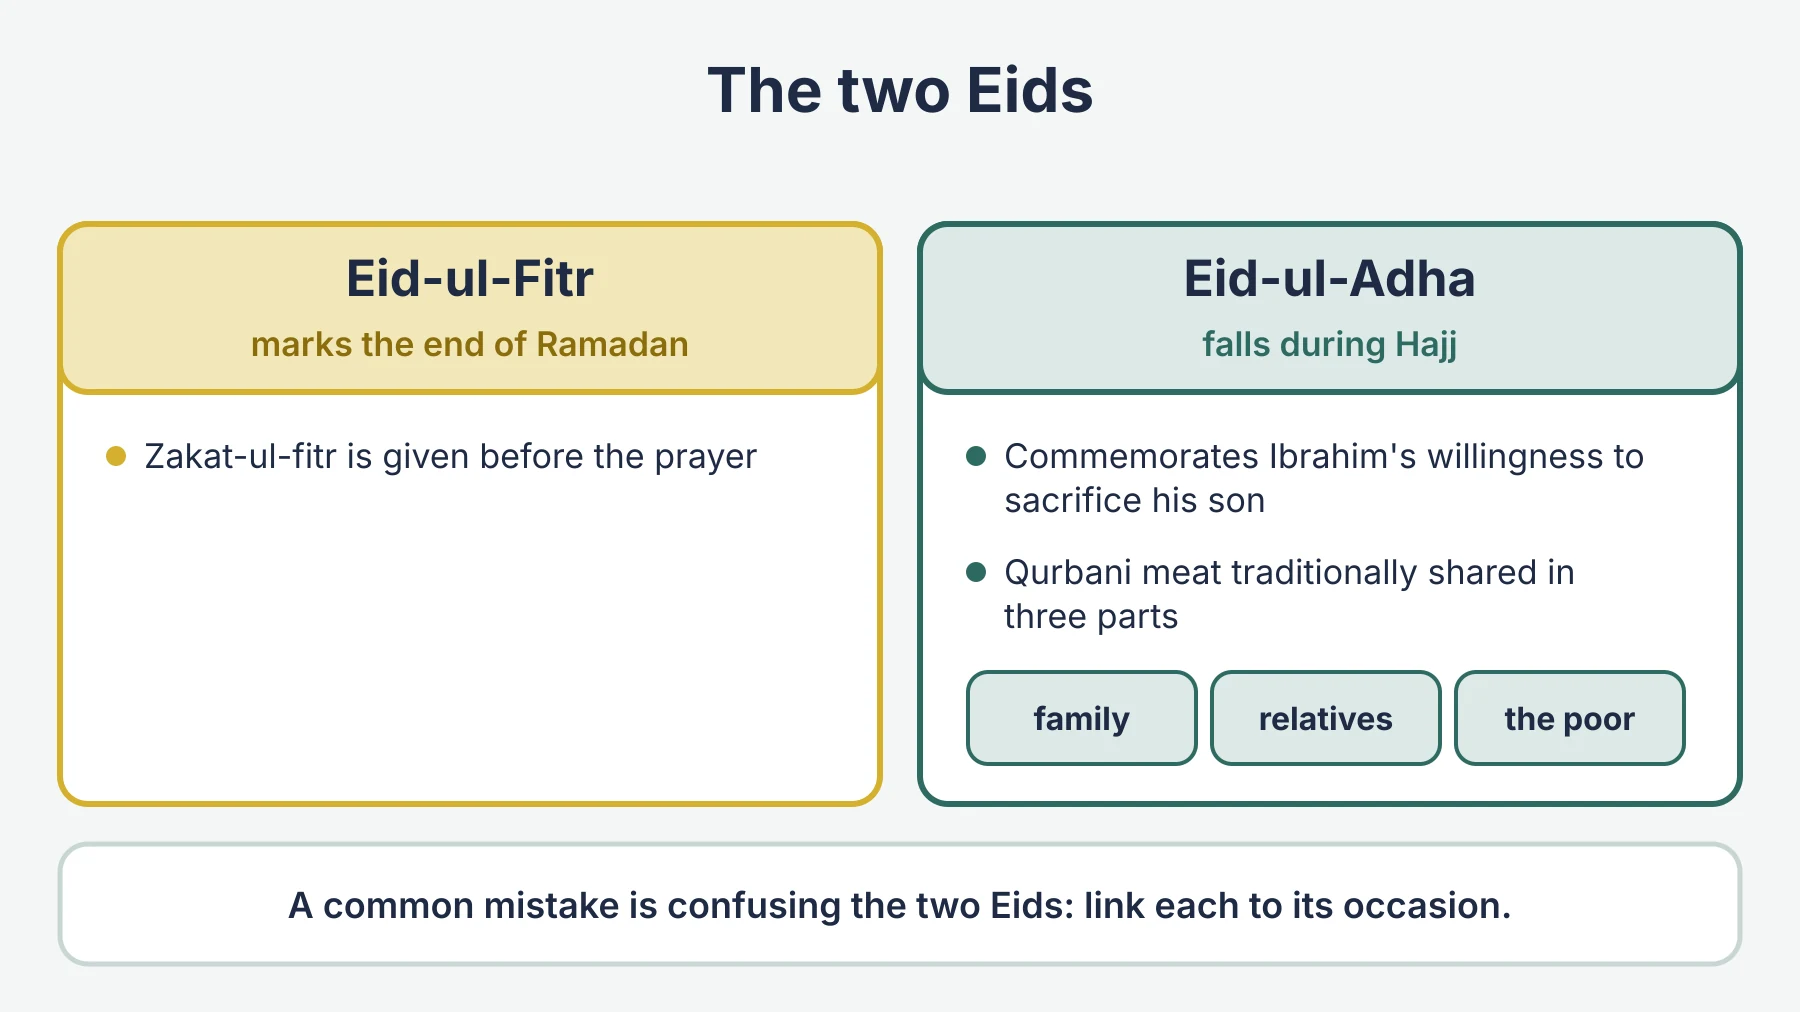 The two Eids
Eid-ul-Fitr
marks the end of Ramadan
Zakat-ul-fitr is given before the prayer
Eid-ul-Adha
falls during Hajj
Commemorates Ibrahim's willingness to
sacrifice his son
Qurbani meat traditionally shared in
three parts
family
relatives
the poor
A common mistake is confusing the two Eids: link each to its occasion.